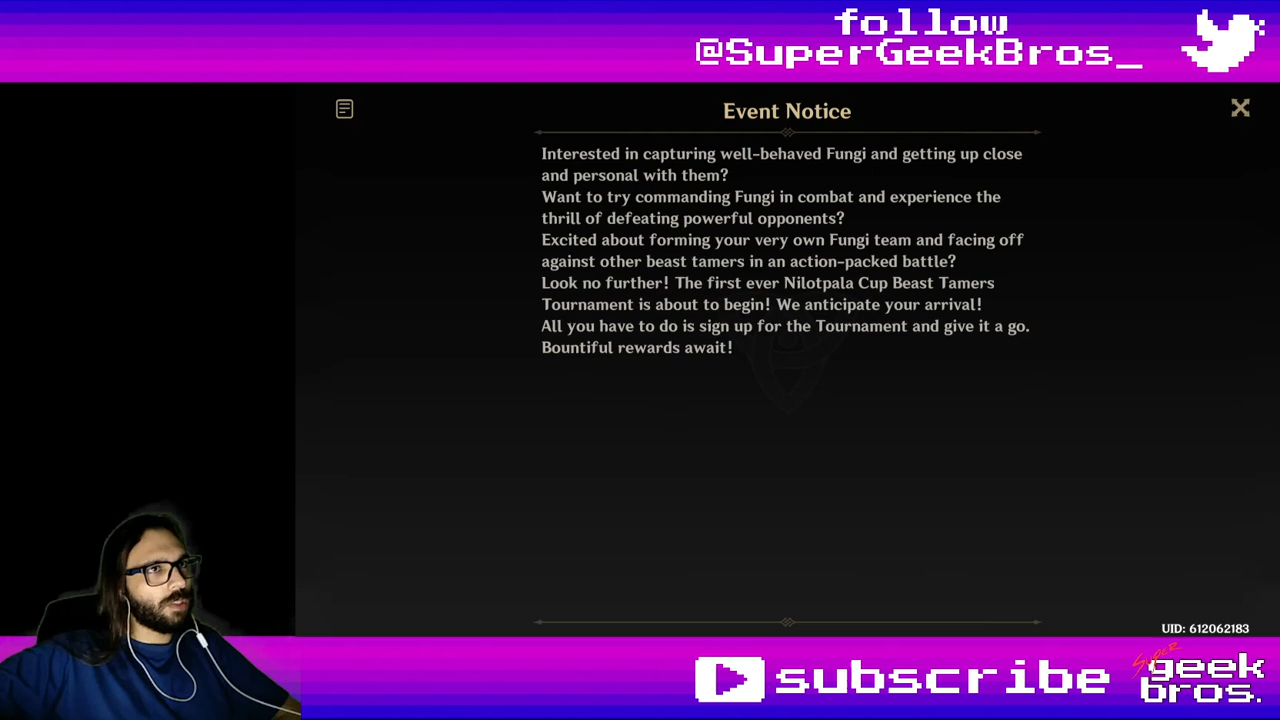 follow
@SuperGeekBros_
Event Notice
Interested in capturing well-behaved Fungi and getting up close
and personal with them?
Want to try commanding Fungi in combat and experience the
thrill of defeating powerful opponents?
Excited about forming your very own Fungi team and facing off
against other beast tamers in an action-packed battle?
Look no further! The first ever Nilotpala Cup Beast Tamers
Tournament is about to begin! We anticipate your arrival!
All you have to do is sign up for the Tournament and give it a go.
Bountiful rewards await!
UID: 612062183
subscribe
SUPER
geek
bros.